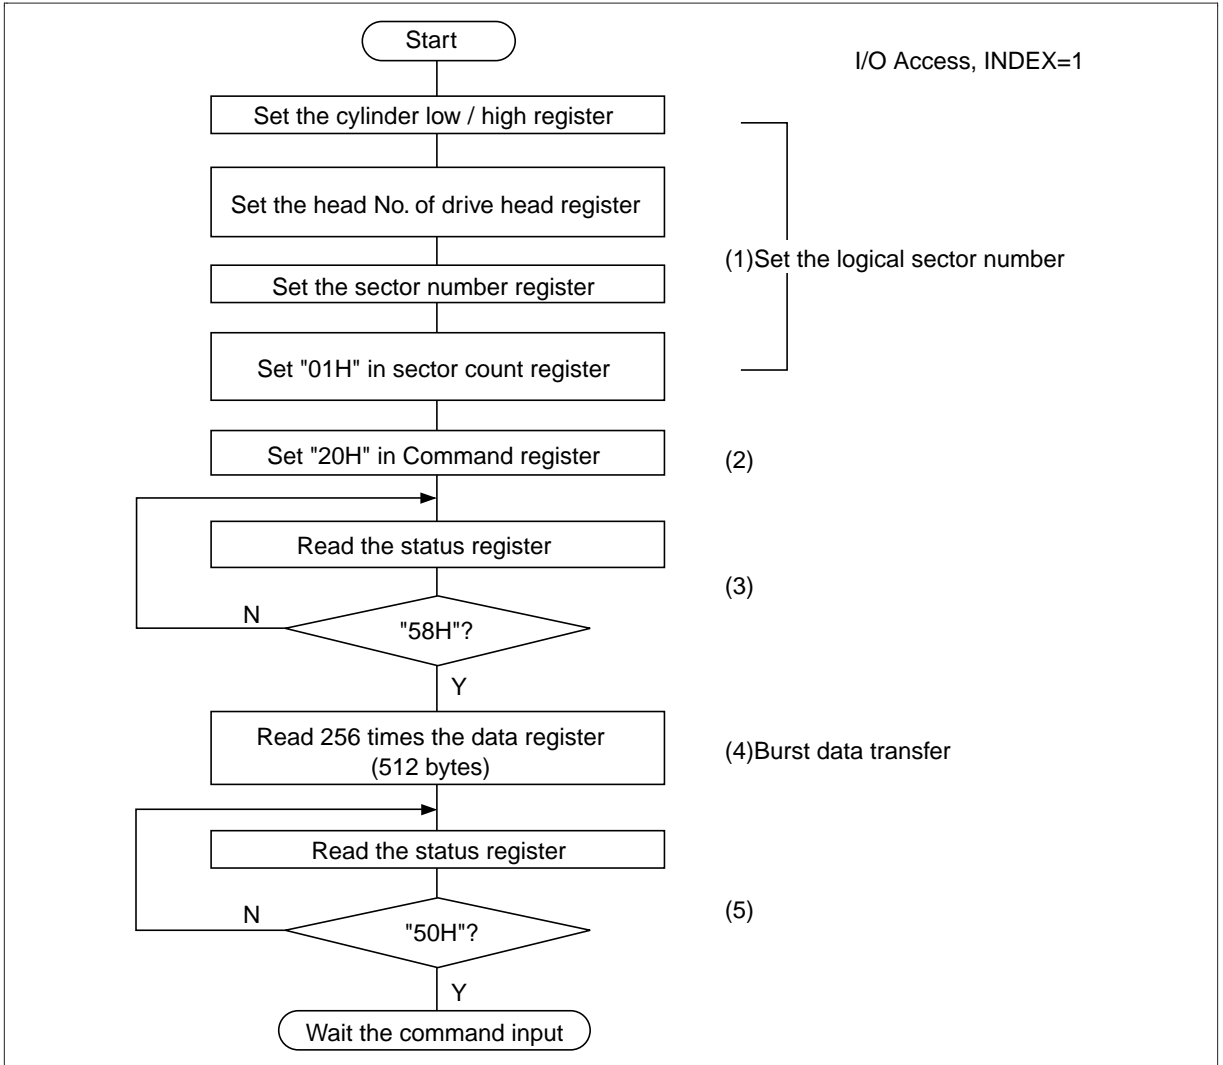 Start
I/O Access, INDEX=1
Set the cylinder low / high register
Set the head No. of drive head register
(1)Set the logical sector number
Set the sector number register
Set "01H" in sector count register
Set "20H" in Command register
(2)
Read the status register
(3)
N
"58H"?
Y
Read 256 times the data register
(512 bytes)
(4)Burst data transfer
Read the status register
N
"50H"?
(5)
Y
Wait the command input